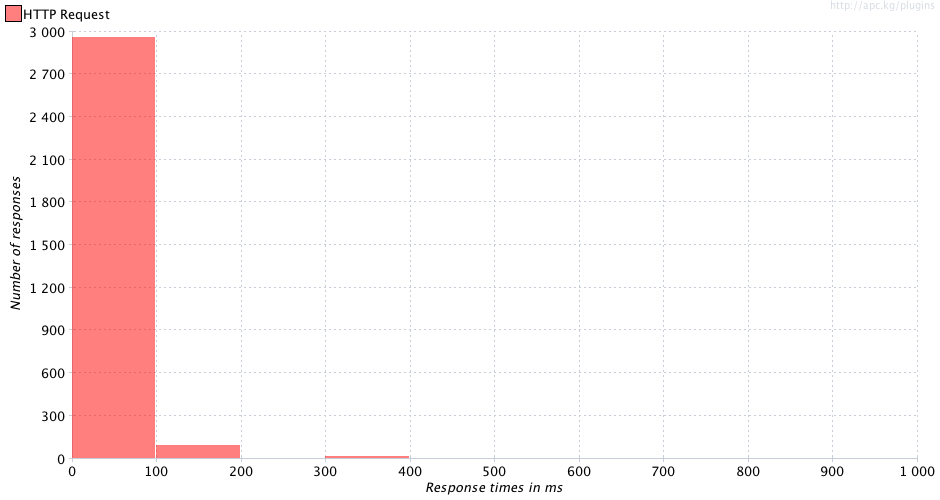 http://apc.kg/plugins
HTTP Request
3 000
2 700
2 400
2 100
1 800
1 500
1 200
900
600
300
0
Number of responses
0 100 200 300 400 500 600 700 800 900 1 000
Response times in ms